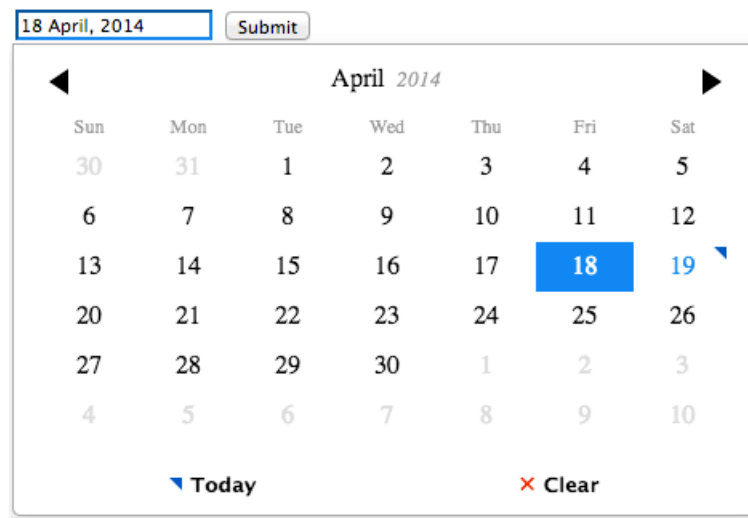 18 April, 2014 Submit
April 2014
Sun Mon Tue Wed Thu Fri Sat
30 31 1 2 3 4 5
6 7 8 9 10 11 12
13 14 15 16 17 18 19
20 21 22 23 24 25 26
27 28 29 30 1 2 3
4 5 6 7 8 9 10
Today Clear